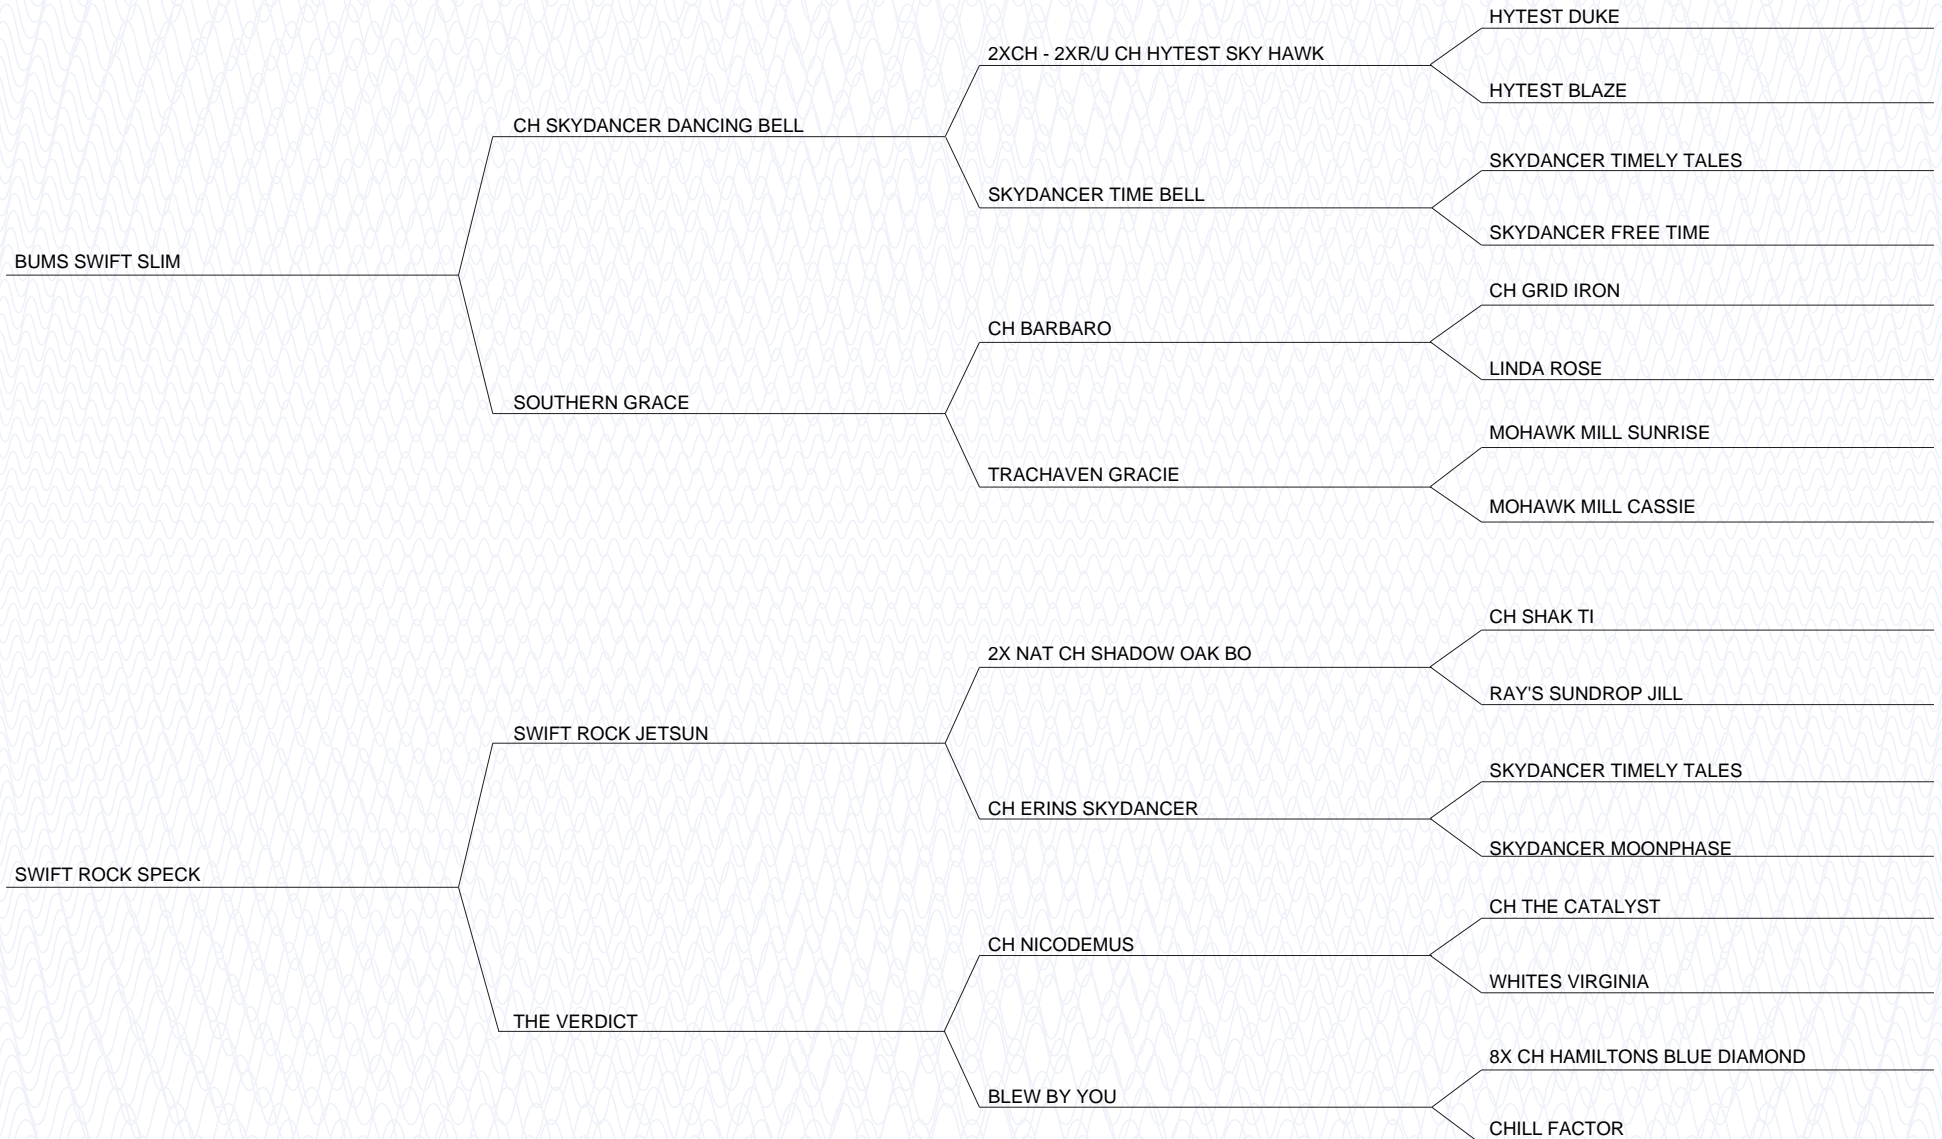 HYTEST DUKE
2XCH - 2XR/U CH HYTEST SKY HAWK
HYTEST BLAZE
CH SKYDANCER DANCING BELL
SKYDANCER TIMELY TALES
SKYDANCER TIME BELL
SKYDANCER FREE TIME
BUMS SWIFT SLIM
CH GRID IRON
CH BARBARO
LINDA ROSE
SOUTHERN GRACE
MOHAWK MILL SUNRISE
TRACHAVEN GRACIE
MOHAWK MILL CASSIE
CH SHAK TI
2X NAT CH SHADOW OAK BO
RAY'S SUNDROP JILL
SWIFT ROCK JETSUN
SKYDANCER TIMELY TALES
CH ERINS SKYDANCER
SKYDANCER MOONPHASE
SWIFT ROCK SPECK
CH THE CATALYST
CH NICODEMUS
WHITES VIRGINIA
THE VERDICT
8X CH HAMILTONS BLUE DIAMOND
BLEW BY YOU
CHILL FACTOR